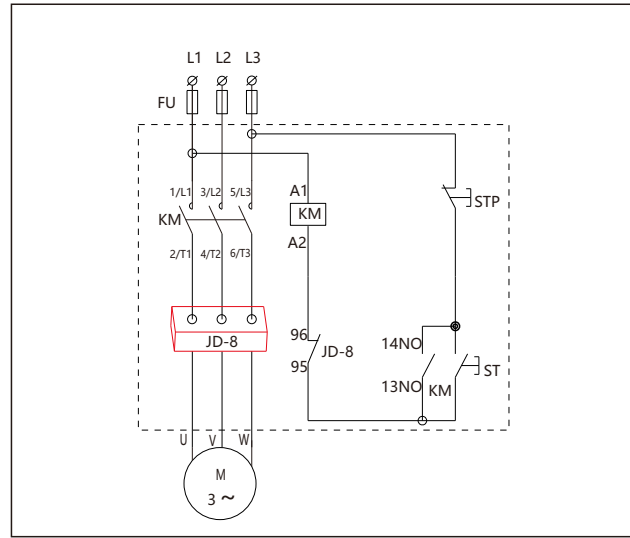 L1 L2 L3
FU
1/L1 3/L2 5/L3
KM
2/T1 4/T2 6/T3
A1
KM
A2
STP
JD-8
96
JD-8
95
14NO
13NO KM
ST
U V W
M
3 ~